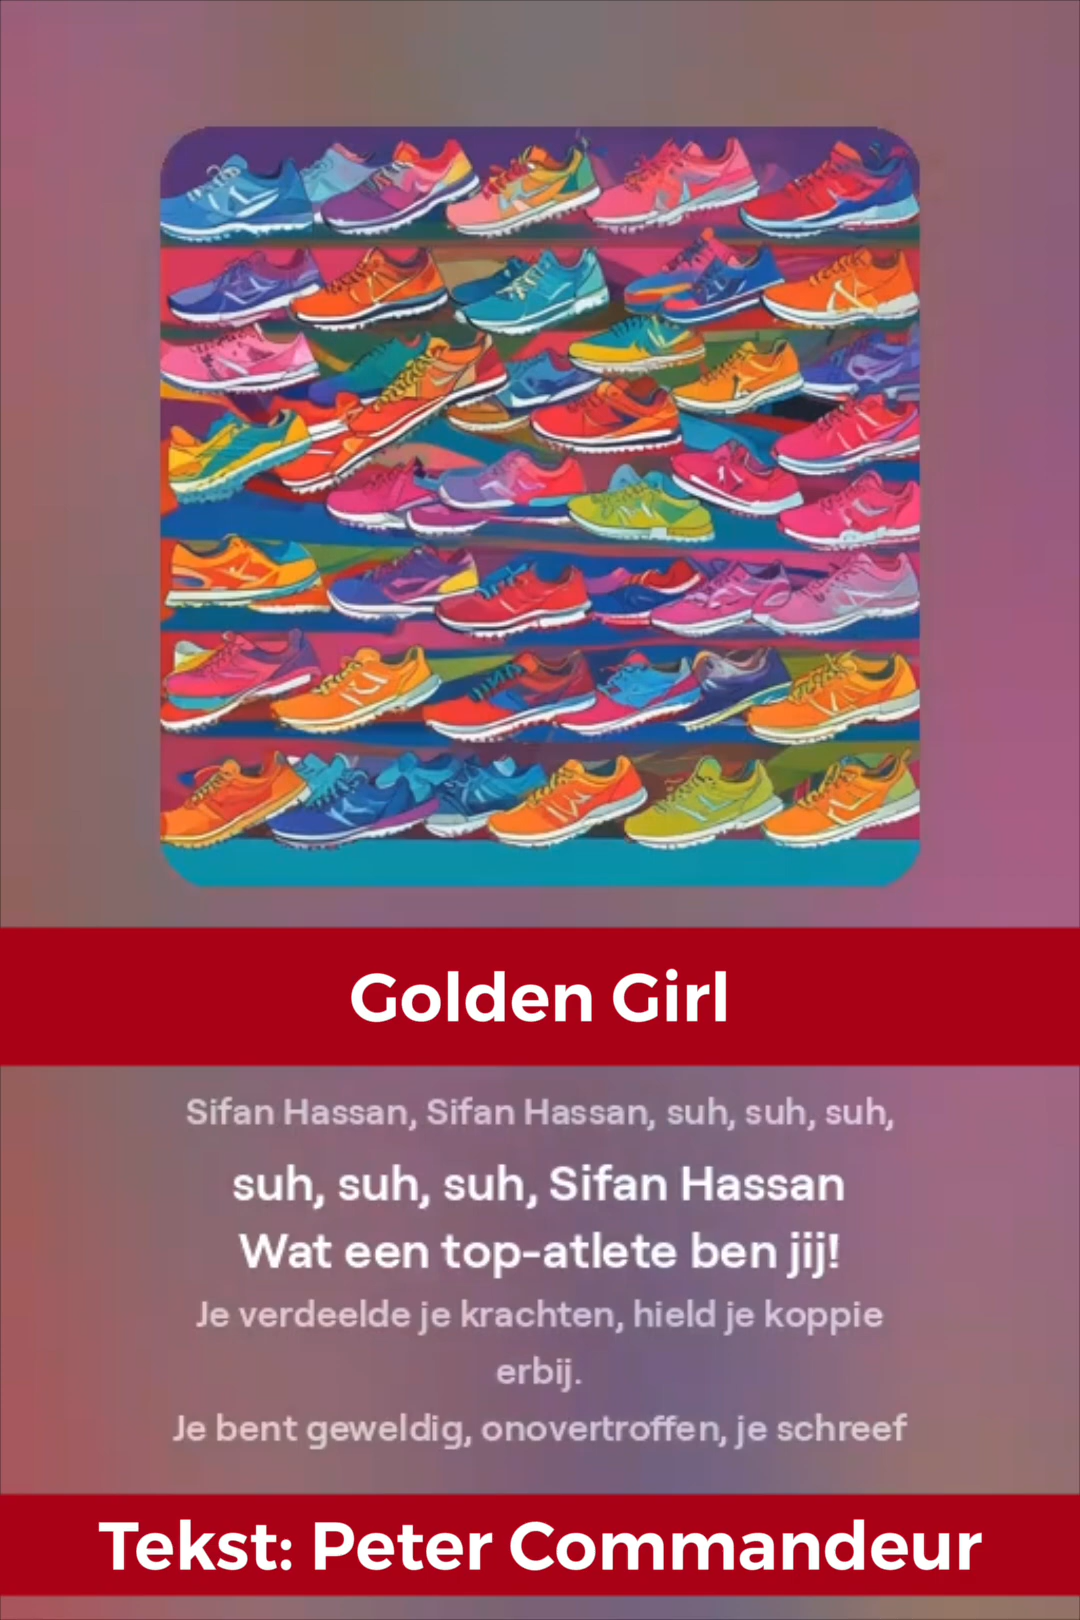 Golden Girl
Sifan Hassan, Sifan Hassan, suh, suh, suh,
suh, suh, suh, Sifan Hassan
Wat een top-atlete ben jij!
Je verdeelde je krachten, hield je koppie
erbij.
Je bent geweldig, onovertroffen, je schreef
Tekst: Peter Commandeur